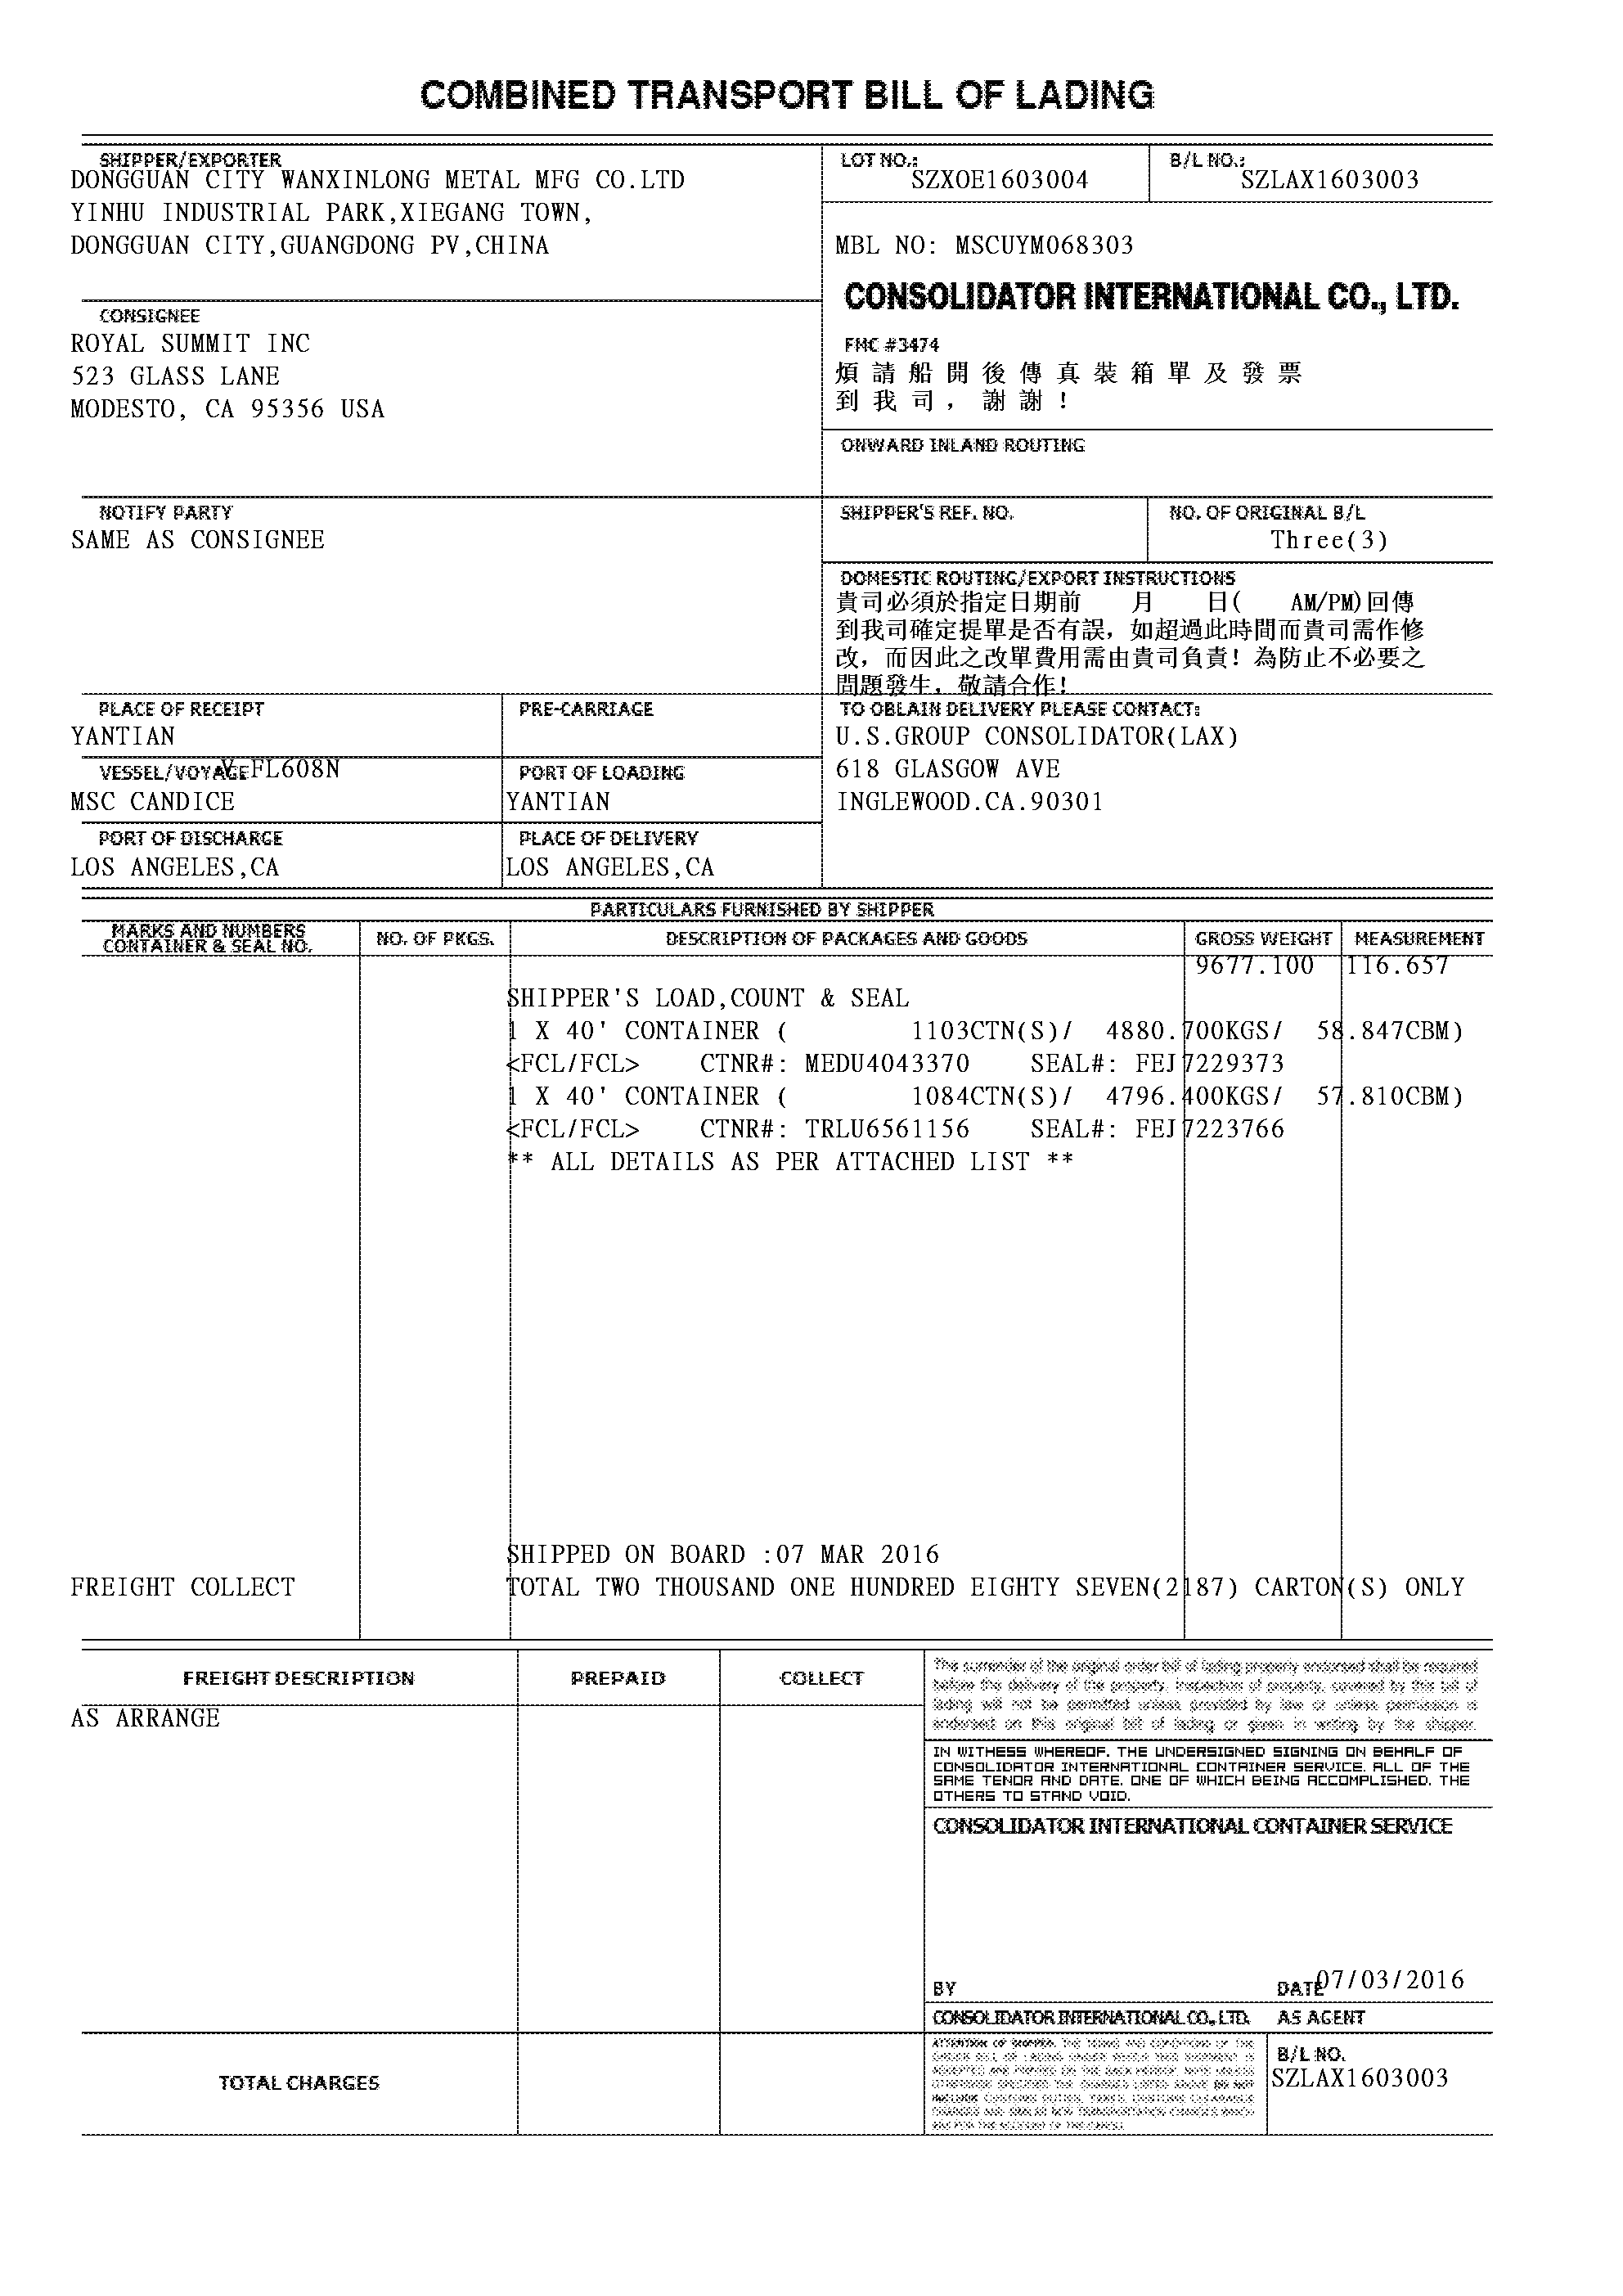 COMBINED TRANSPORT BILL OF LADING
SHIPPER/EXPORTER
DONGGUAN CITY WANXINLONG METAL MFG CO.LTD
YINHU INDUSTRIAL PARK,XIEGANG TOWN,
DONGGUAN CITY,GUANGDONG PV,CHINA
LOT NO.:
SZXOE1603004
B/L NO.:
SZLAX1603003
MBL NO: MSCUYM068303
CONSOLIDATOR INTERNATIONAL CO., LTD.
FMC #3474
煩請船開後傳真裝箱單及發票
到我司，謝謝！
CONSIGNEE
ROYAL SUMMIT INC
523 GLASS LANE
MODESTO, CA 95356 USA
ONWARD INLAND ROUTING
NOTIFY PARTY
SAME AS CONSIGNEE
SHIPPER'S REF. NO.
NO. OF ORIGINAL B/L
Three(3)
DOMESTIC ROUTING/EXPORT INSTRUCTIONS
貴司必須於指定日期前 月 日( AM/PM)回傳
到我司確定提單是否有誤，如超過此時間而貴司需作修
改，而因此之改單費用需由貴司負責！為防止不必要之
問題發生，敬請合作！
PLACE OF RECEIPT
YANTIAN
PRE-CARRIAGE
TO OBLAIN DELIVERY PLEASE CONTACT:
U.S.GROUP CONSOLIDATOR(LAX)
618 GLASGOW AVE
INGLEWOOD.CA.90301
VESSEL/VOYAGE V.FL608N
MSC CANDICE
PORT OF LOADING
YANTIAN
PORT OF DISCHARGE
LOS ANGELES,CA
PLACE OF DELIVERY
LOS ANGELES,CA
PARTICULARS FURNISHED BY SHIPPER
MARKS AND NUMBERS
CONTAINER & SEAL NO.
NO. OF PKGS.
DESCRIPTION OF PACKAGES AND GOODS
GROSS WEIGHT
MEASUREMENT
9677.100 116.657
SHIPPER'S LOAD,COUNT & SEAL
1 X 40' CONTAINER ( 1103CTN(S)/ 4880.700KGS/ 58.847CBM)
<FCL/FCL> CTNR#: MEDU4043370 SEAL#: FEJ7229373
1 X 40' CONTAINER ( 1084CTN(S)/ 4796.400KGS/ 57.810CBM)
<FCL/FCL> CTNR#: TRLU6561156 SEAL#: FEJ7223766
** ALL DETAILS AS PER ATTACHED LIST **
SHIPPED ON BOARD :07 MAR 2016
FREIGHT COLLECT
TOTAL TWO THOUSAND ONE HUNDRED EIGHTY SEVEN(2187) CARTON(S) ONLY
FREIGHT DESCRIPTION
PREPAID
COLLECT
AS ARRANGE
The surrender of the original order bill of lading properly endorsed shall be required
before the delivery of the property. Inspection of property, covered by this bill of
lading will not be permitted unless provided by law or unless permission is
endorsed on this original bill of lading or given in writing by the shipper.
IN WITHESS WHEREOF. THE UNDERSIGNED SIGNING ON BEHALF OF
CONSOLIDATOR INTERNATIONAL CONTAINER SERVICE. ALL OF THE
SAME TENOR AND DATE. ONE OF WHICH BEING ACCOMPLISHED. THE
OTHERS TO STAND VOID.
CONSOLIDATOR INTERNATIONAL CONTAINER SERVICE
BY
DATE 07/03/2016
CONSOLIDATOR INTERNATIONAL CO., LTD.
AS AGENT
TOTAL CHARGES
B/L NO.
SZLAX1603003